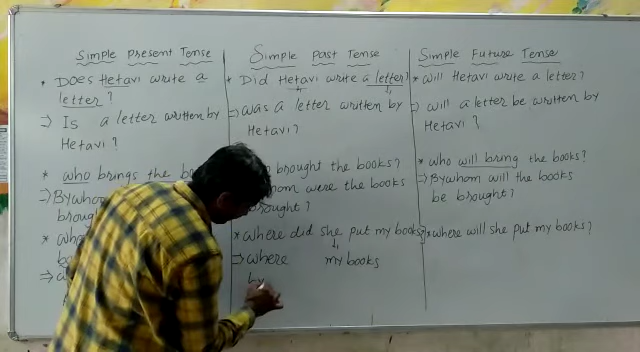 Simple Present Tense
* Does Hetavi write a
letter?
⇒ Is a letter written by
Hetavi?
* who brings the
⇒ Bywhom
⇒
Simple Past Tense
* Did Hetavi write a letter?
⇒ was a letter written by
Hetavi?
brought the books?
were the books
brought?
* where did she put my books?
⇒ where my books
by
Simple Future Tense
* will Hetavi write a letter?
⇒ will a letter be written by
Hetavi?
* who will bring the books?
⇒ Bywhom will the books
be brought?
* where will she put my books?